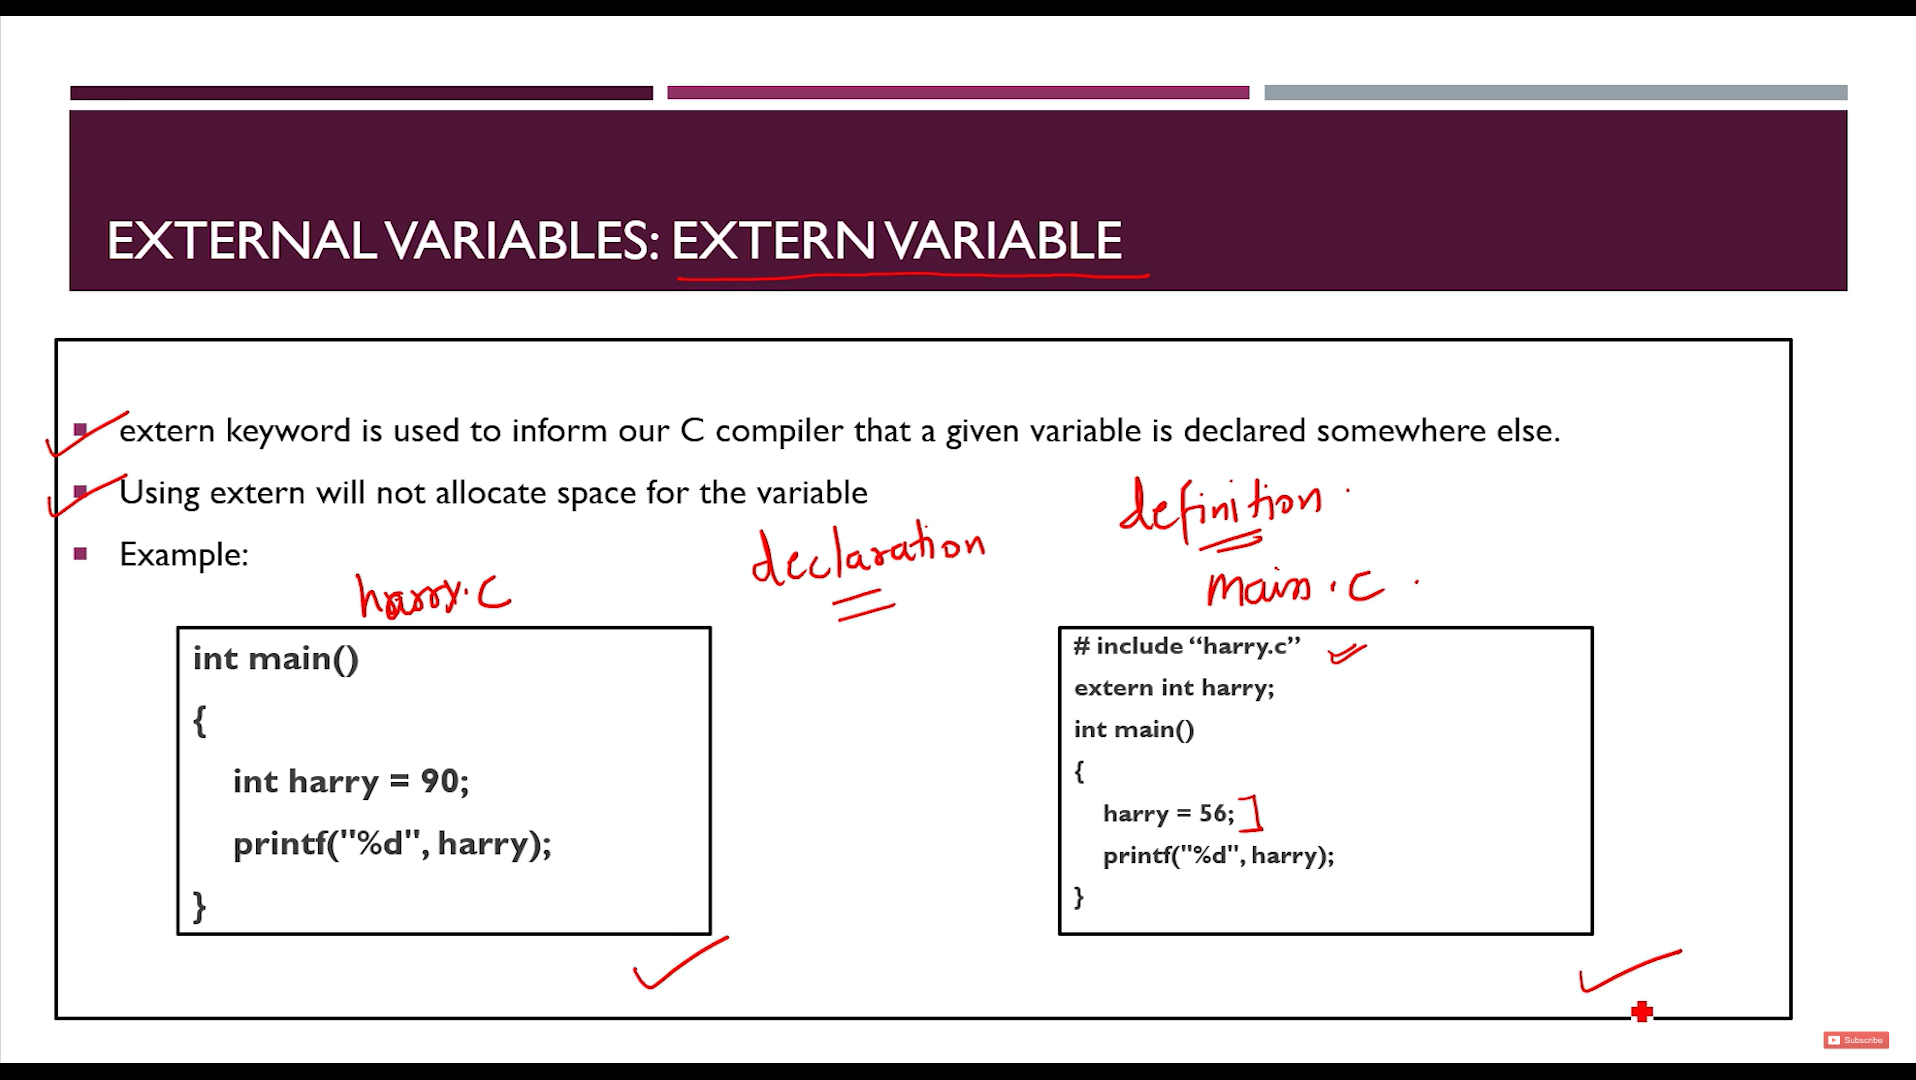 EXTERNAL VARIABLES: EXTERN VARIABLE
extern keyword is used to inform our C compiler that a given variable is declared somewhere else.
Using extern will not allocate space for the variable
definition
Example:
declaration
harry.C
main.C
int main()
{
int harry = 90;
printf("%d", harry);
}
# include “harry.c”
extern int harry;
int main()
{
harry = 56;
printf("%d", harry);
}
Subscribe